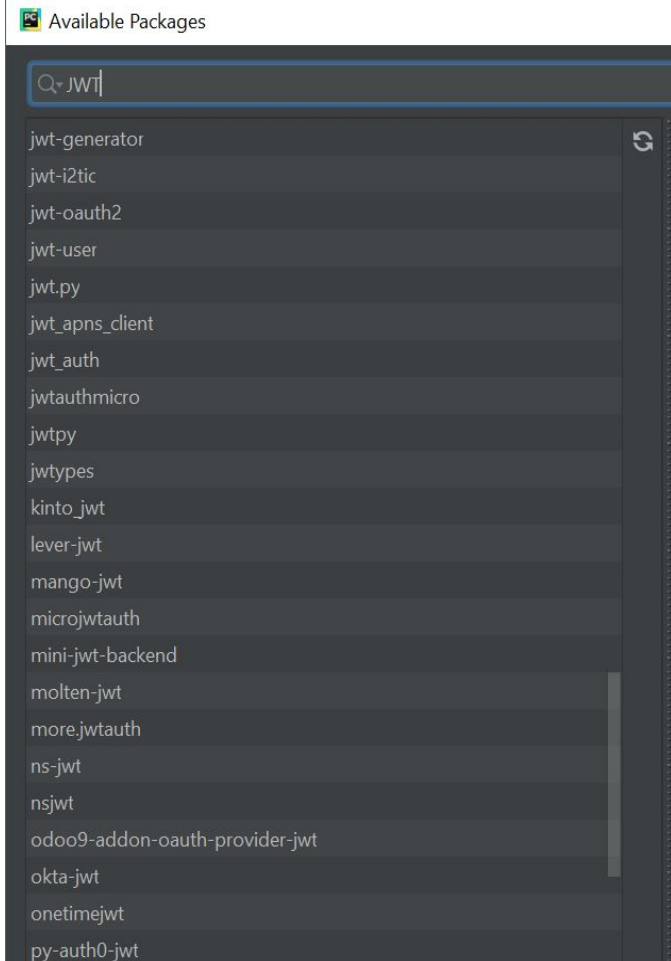 PC
Available Packages
JWT
jwt-generator
jwt-i2tic
jwt-oauth2
jwt-user
jwt.py
jwt_apns_client
jwt_auth
jwtauthmicro
jwtpy
jwtypes
kinto_jwt
lever-jwt
mango-jwt
microjwtauth
mini-jwt-backend
molten-jwt
more.jwtauth
ns-jwt
nsjwt
odoo9-addon-oauth-provider-jwt
okta-jwt
onetimejwt
py-auth0-jwt